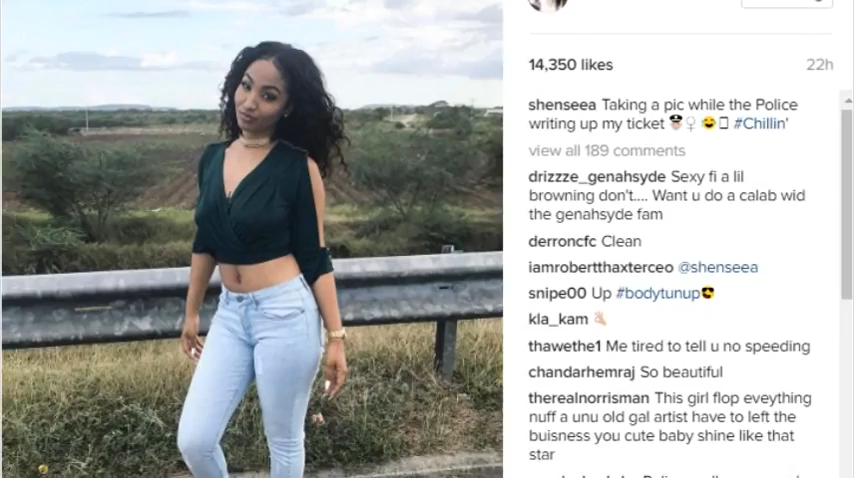 14,350 likes 22h
shenseea Taking a pic while the Police
writing up my ticket 👮🏼♀ 😂 #Chillin'
view all 189 comments
drizzze_genahsyde Sexy fi a lil
browning don't.... Want u do a calab wid
the genahsyde fam
derroncfc Clean
iamrobertthaxterceo @shenseea
snipe00 Up #bodytunup😎
kla_kam 👌🏻
thawethe1 Me tired to tell u no speeding
chandarhemraj So beautiful
therealnorrisman This girl flop eveything
nuff a unu old gal artist have to left the
buisness you cute baby shine like that
star